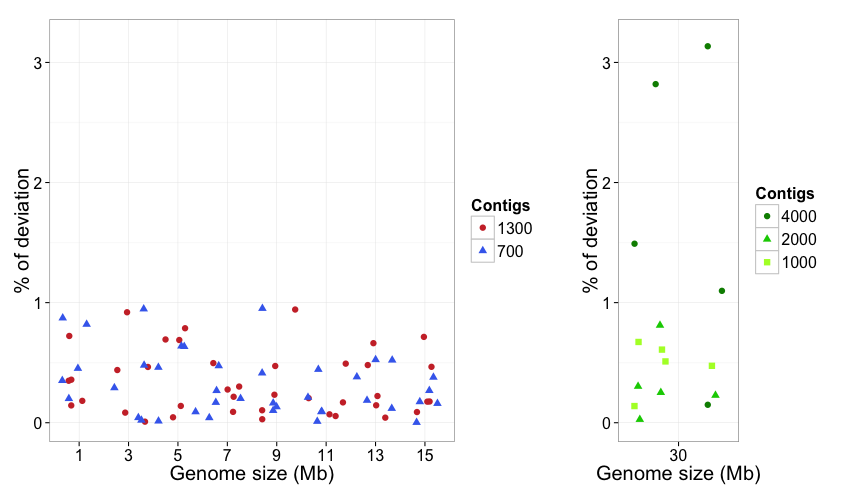 3
2
1
0
% of deviation
1 3 5 7 9 11 13 15
Genome size (Mb)
Contigs
1300
700
3
2
1
0
% of deviation
30
Genome size (Mb)
Contigs
4000
2000
1000